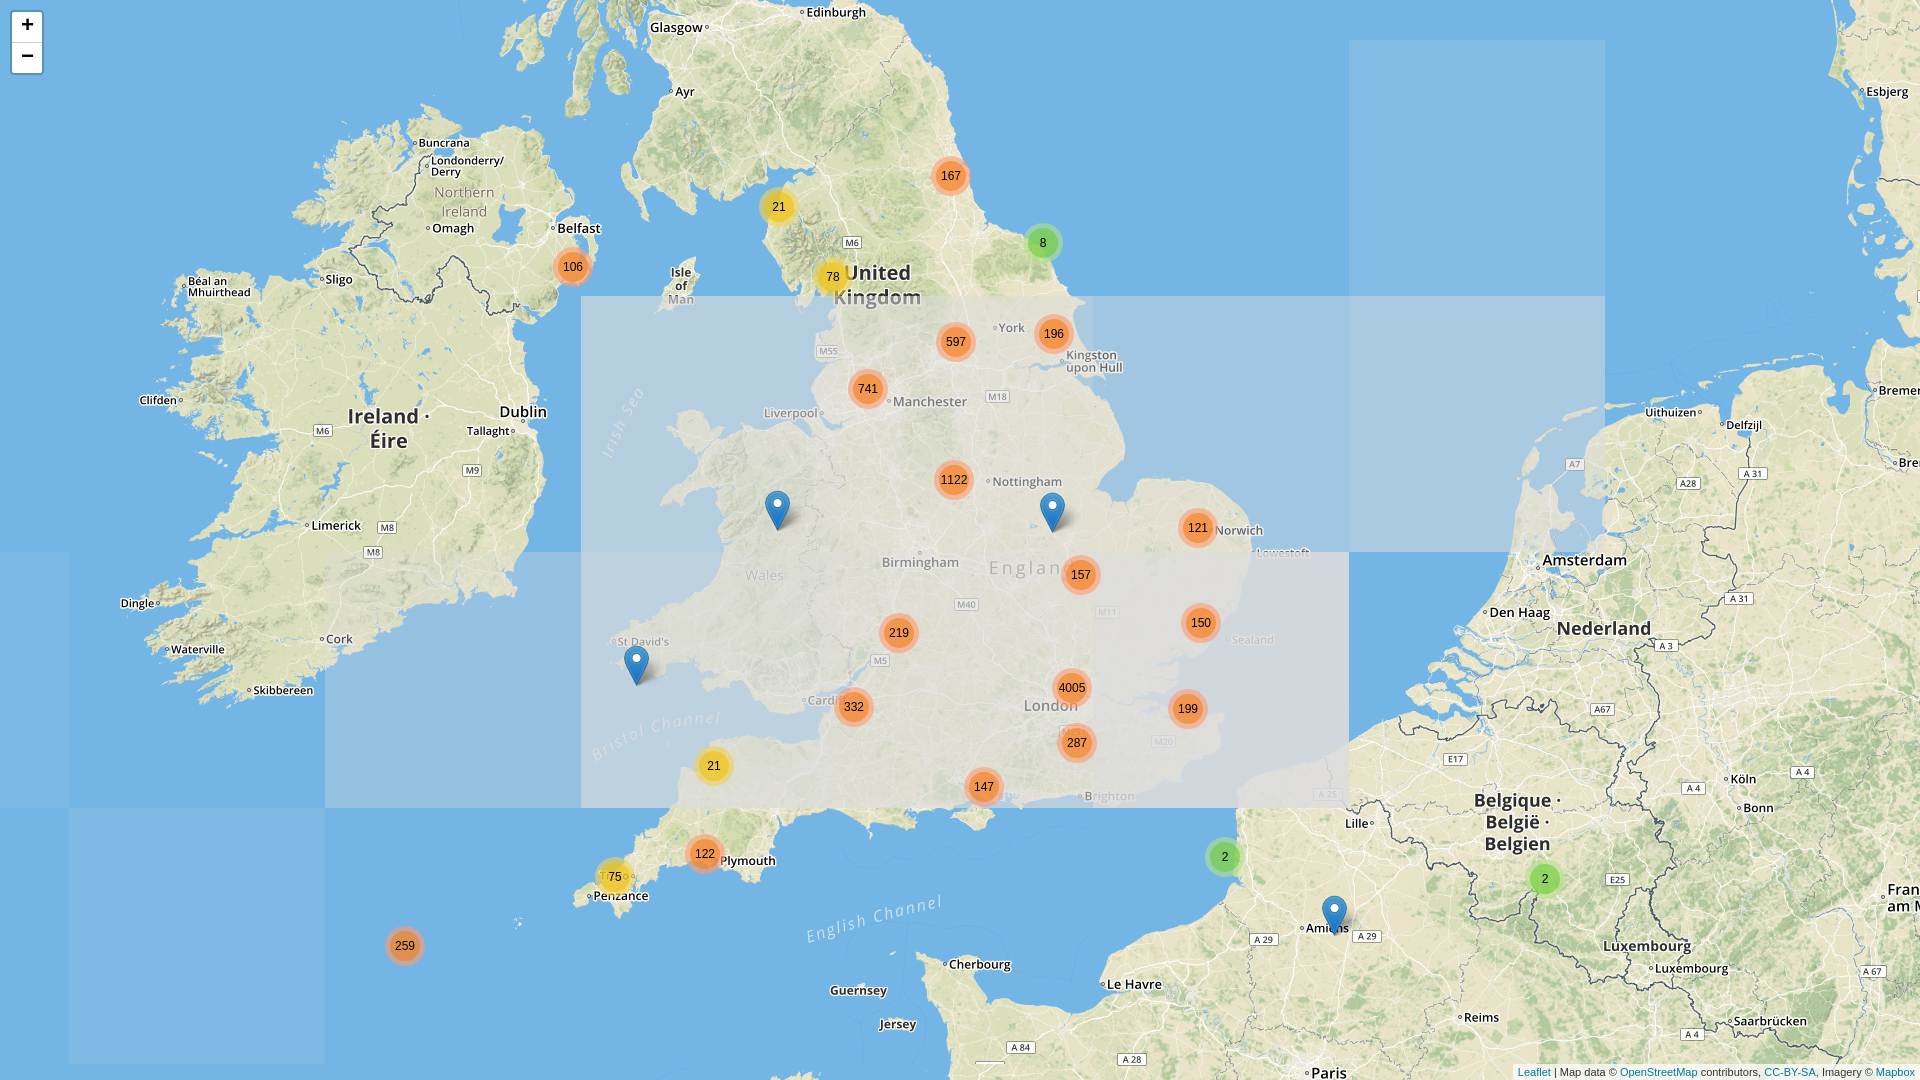 +
−
Edinburgh
Glasgow
Ayr
Esbjerg
Buncrana
Londonderry/
Derry
167
Northern
Ireland
21
Omagh
Belfast
8
M6
106
78
United
Kingdom
Isle
of
Man
Sligo
Béal an
Mhuirthead
York
196
597
M55
Kingston
upon Hull
741
Manchester
M18
Clifden
Irish Sea
Liverpool
Dublin
Ireland ·
Éire
Tallaght
M6
Uithuizen
Delfzijl
A7
M9
A 31
A28
1122
Nottingham
Limerick
M8
121
Norwich
M8
Lowestoft
Amsterdam
Birmingham
Englan
157
Wales
Dingle
M40
M11
A 31
Den Haag
Nederland
150
219
Cork
St David's
Sealand
Waterville
A 3
M5
Skibbereen
4005
Cardi
332
London
199
A67
Bristol Channel
287
M20
E17
21
147
A 4
Köln
A 4
Brighton
A 25
Bonn
Belgique ·
België ·
Belgien
Lille
122
Plymouth
2
75
Penzance
2
E25
English Channel
Amiens
A 29
A 29
259
Luxembourg
Luxembourg
A 67
Cherbourg
Le Havre
Guernsey
Jersey
Reims
Saarbrücken
A 4
A 84
A 28
Paris
Leaflet | Map data © OpenStreetMap contributors, CC-BY-SA, Imagery © Mapbox